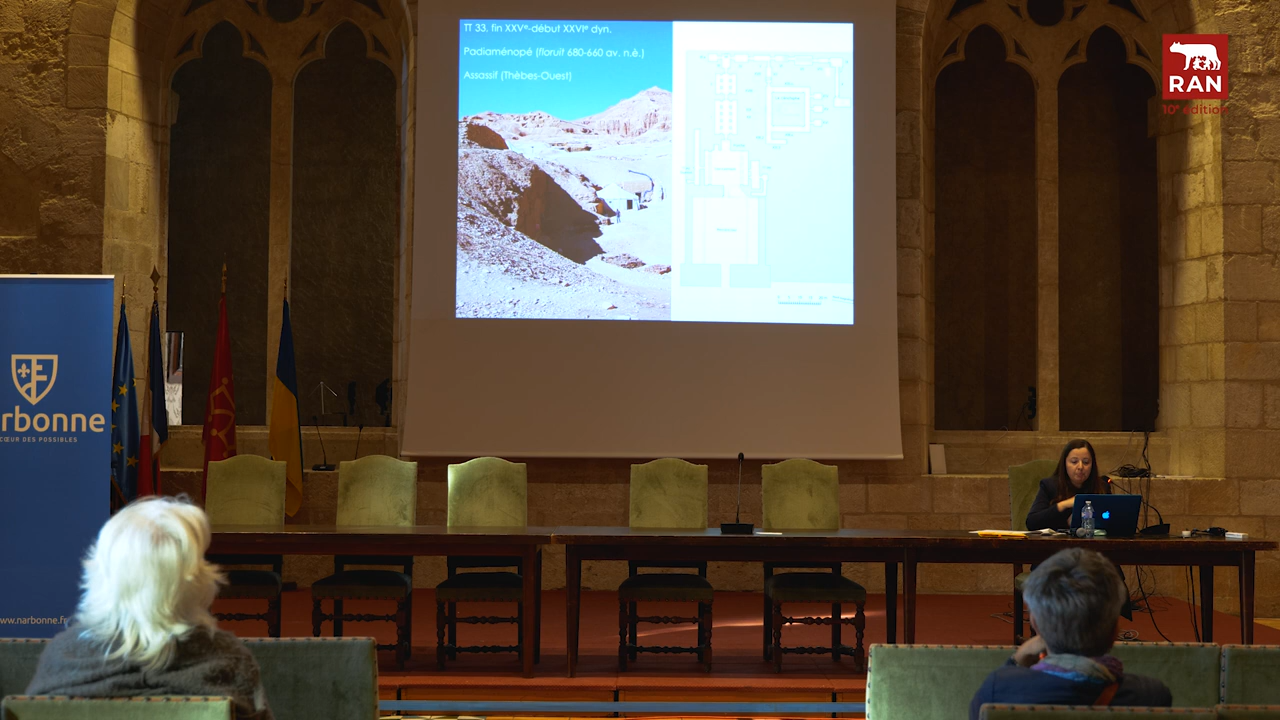 TT 33. fin XXVᵉ-début XXVIᵉ dyn.
Padiaménopé (floruit 680-660 av. n.è.)
Assassif (Thèbes-Ouest)
RAN
10ᵉ édition
rbonne
CŒUR DES POSSIBLES
www.narbonne.fr